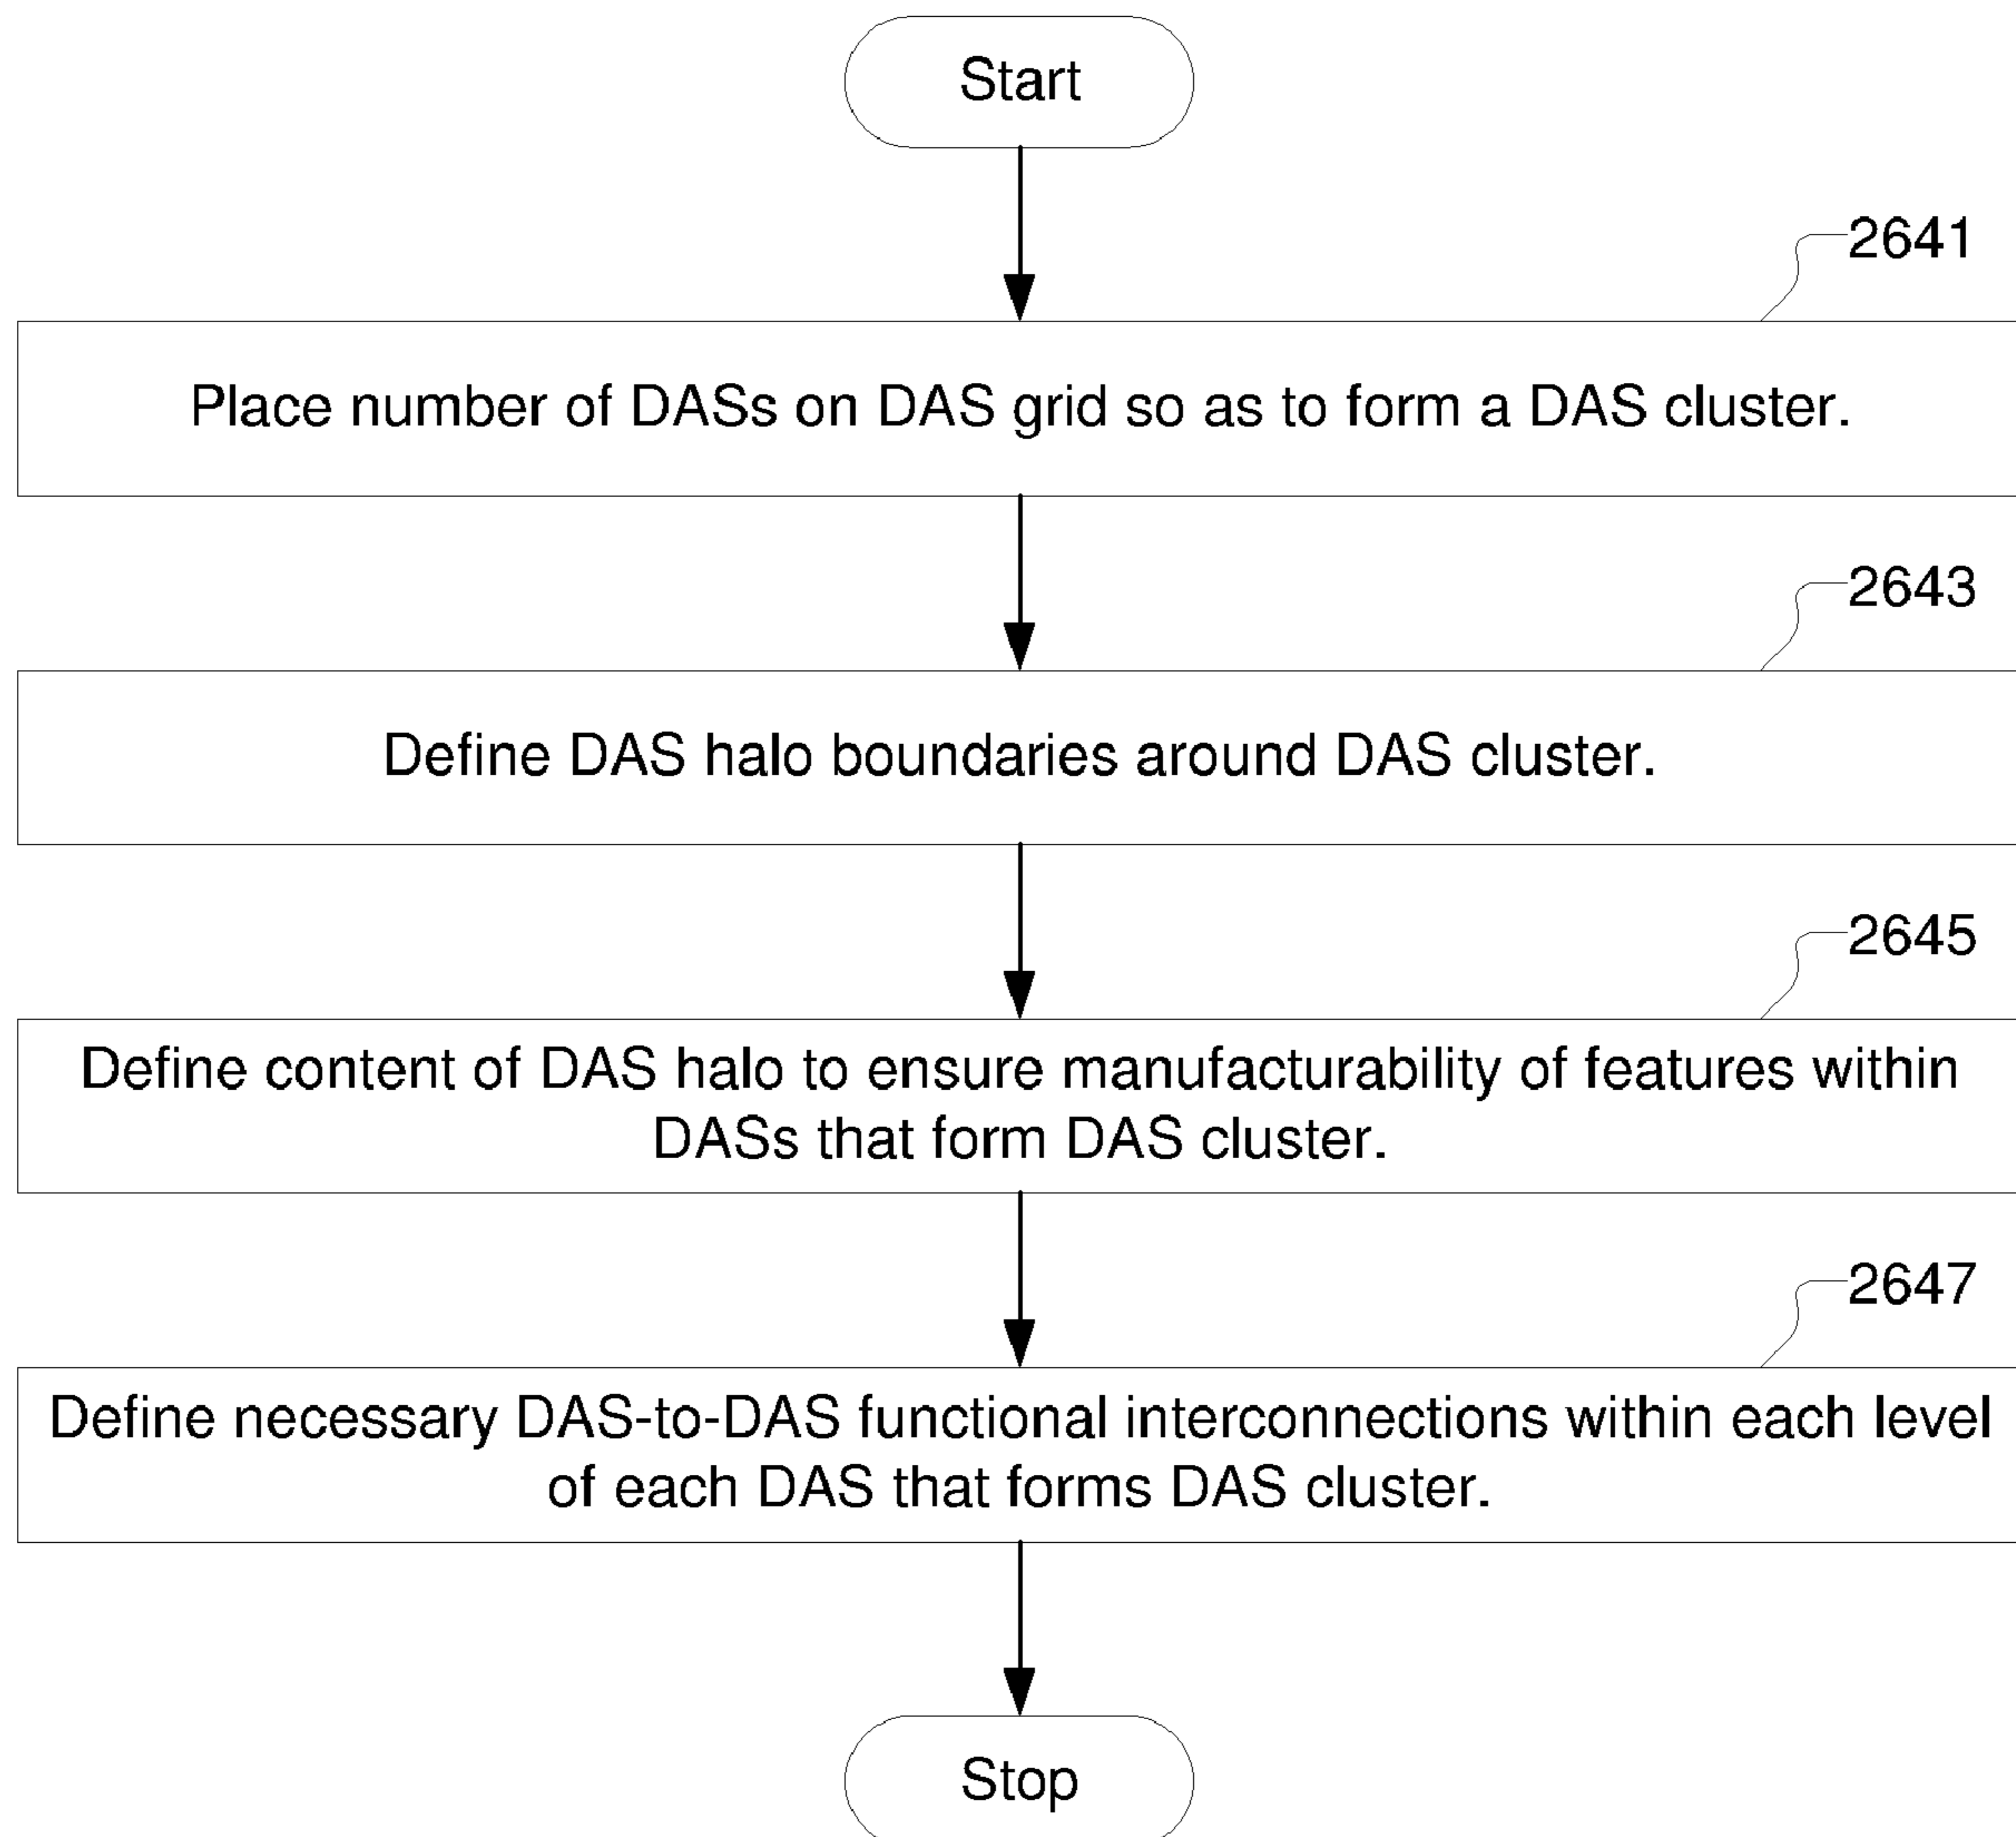 Start
2641
Place number of DASs on DAS grid so as to form a DAS cluster.
2643
Define DAS halo boundaries around DAS cluster.
2645
Define content of DAS halo to ensure manufacturability of features within
DASs that form DAS cluster.
2647
Define necessary DAS-to-DAS functional interconnections within each level
of each DAS that forms DAS cluster.
Stop